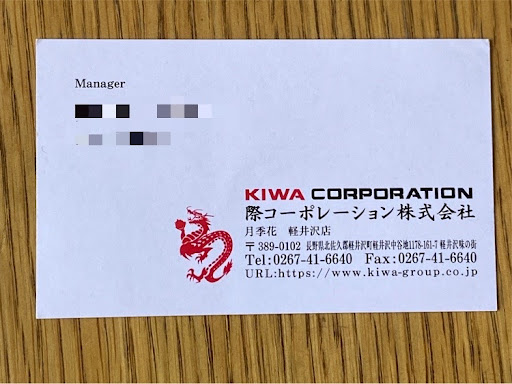 Manager
KIWA CORPORATION
際コーポレーション株式会社
月季花　軽井沢店
〒389-0102 長野県北佐久郡軽井沢町軽井沢中谷地1178-161-7 軽井沢味の街
Tel:0267-41-6640　Fax:0267-41-6640
URL:https://www.kiwa-group.co.jp